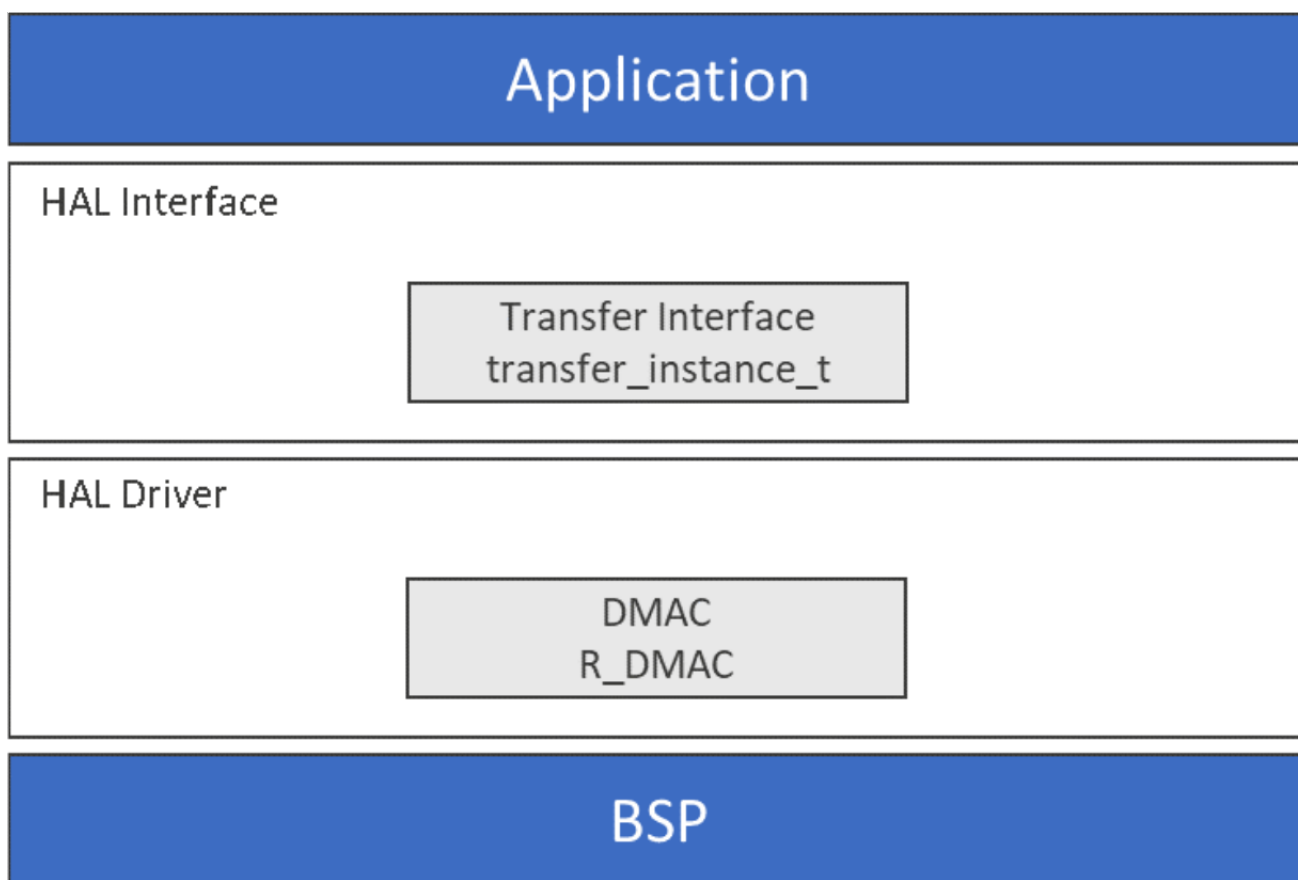 Application
HAL Interface
Transfer Interface
transfer_instance_t
HAL Driver
DMAC
R_DMAC
BSP